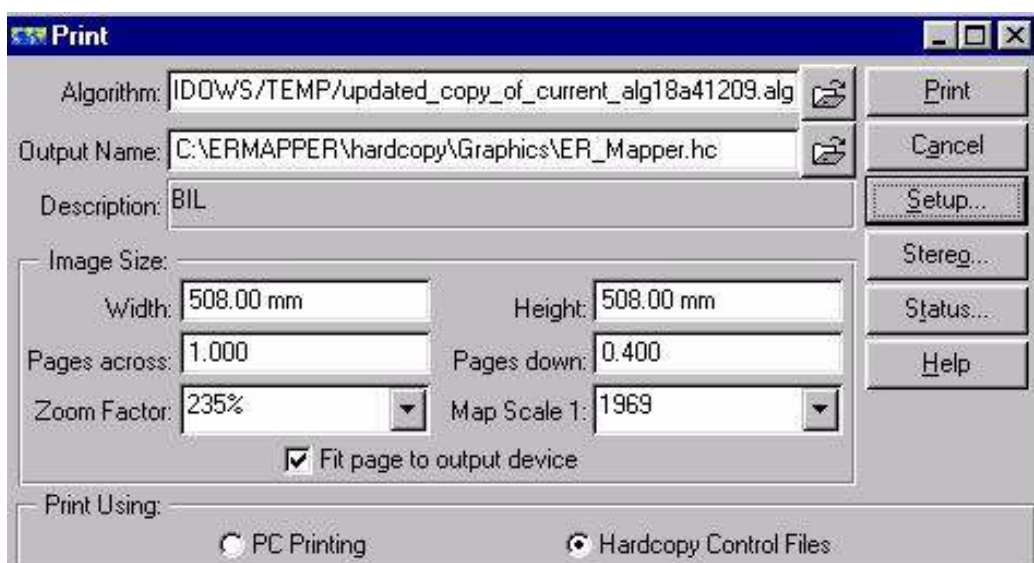 Print
Algorithm: IDOWS/TEMP/updated_copy_of_current_alg18a41209.alg
Print
Output Name: C:\ERMAPPER\hardcopy\Graphics\ER_Mapper.hc
Cancel
Description: BIL
Setup...
Image Size:
Stereo...
Width: 508.00 mm Height: 508.00 mm
Status...
Pages across: 1.000 Pages down: 0.400
Help
Zoom Factor: 235% Map Scale 1: 1969
Fit page to output device
Print Using:
PC Printing Hardcopy Control Files